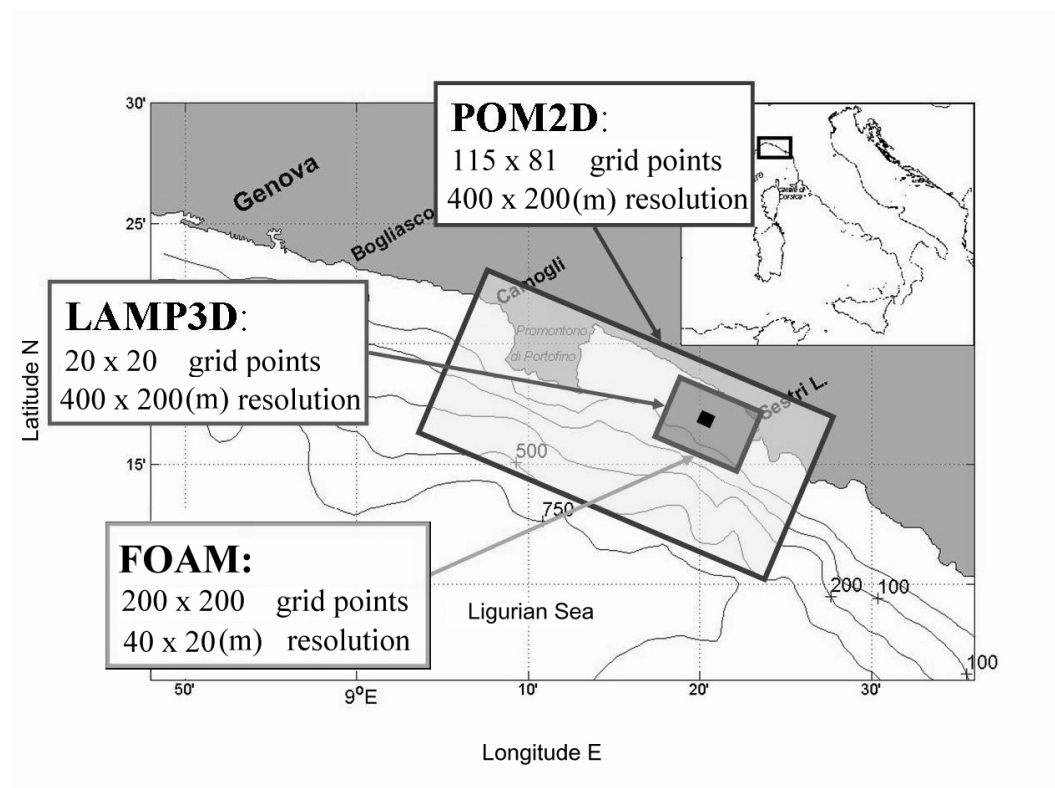 30'
POM2D:
115 x 81 grid points
400 x 200 (m) resolution
Genova
25'
Bogliasco
Camogli
LAMP3D:
20 x 20 grid points
400 x 200 (m) resolution
Promontorio
di Portofino
Sestri L.
Latitude N
15'
500
750
FOAM:
200 x 200 grid points
40 x 20 (m) resolution
200
100
Ligurian Sea
100
50'
9°E
10'
20'
30'
Longitude E